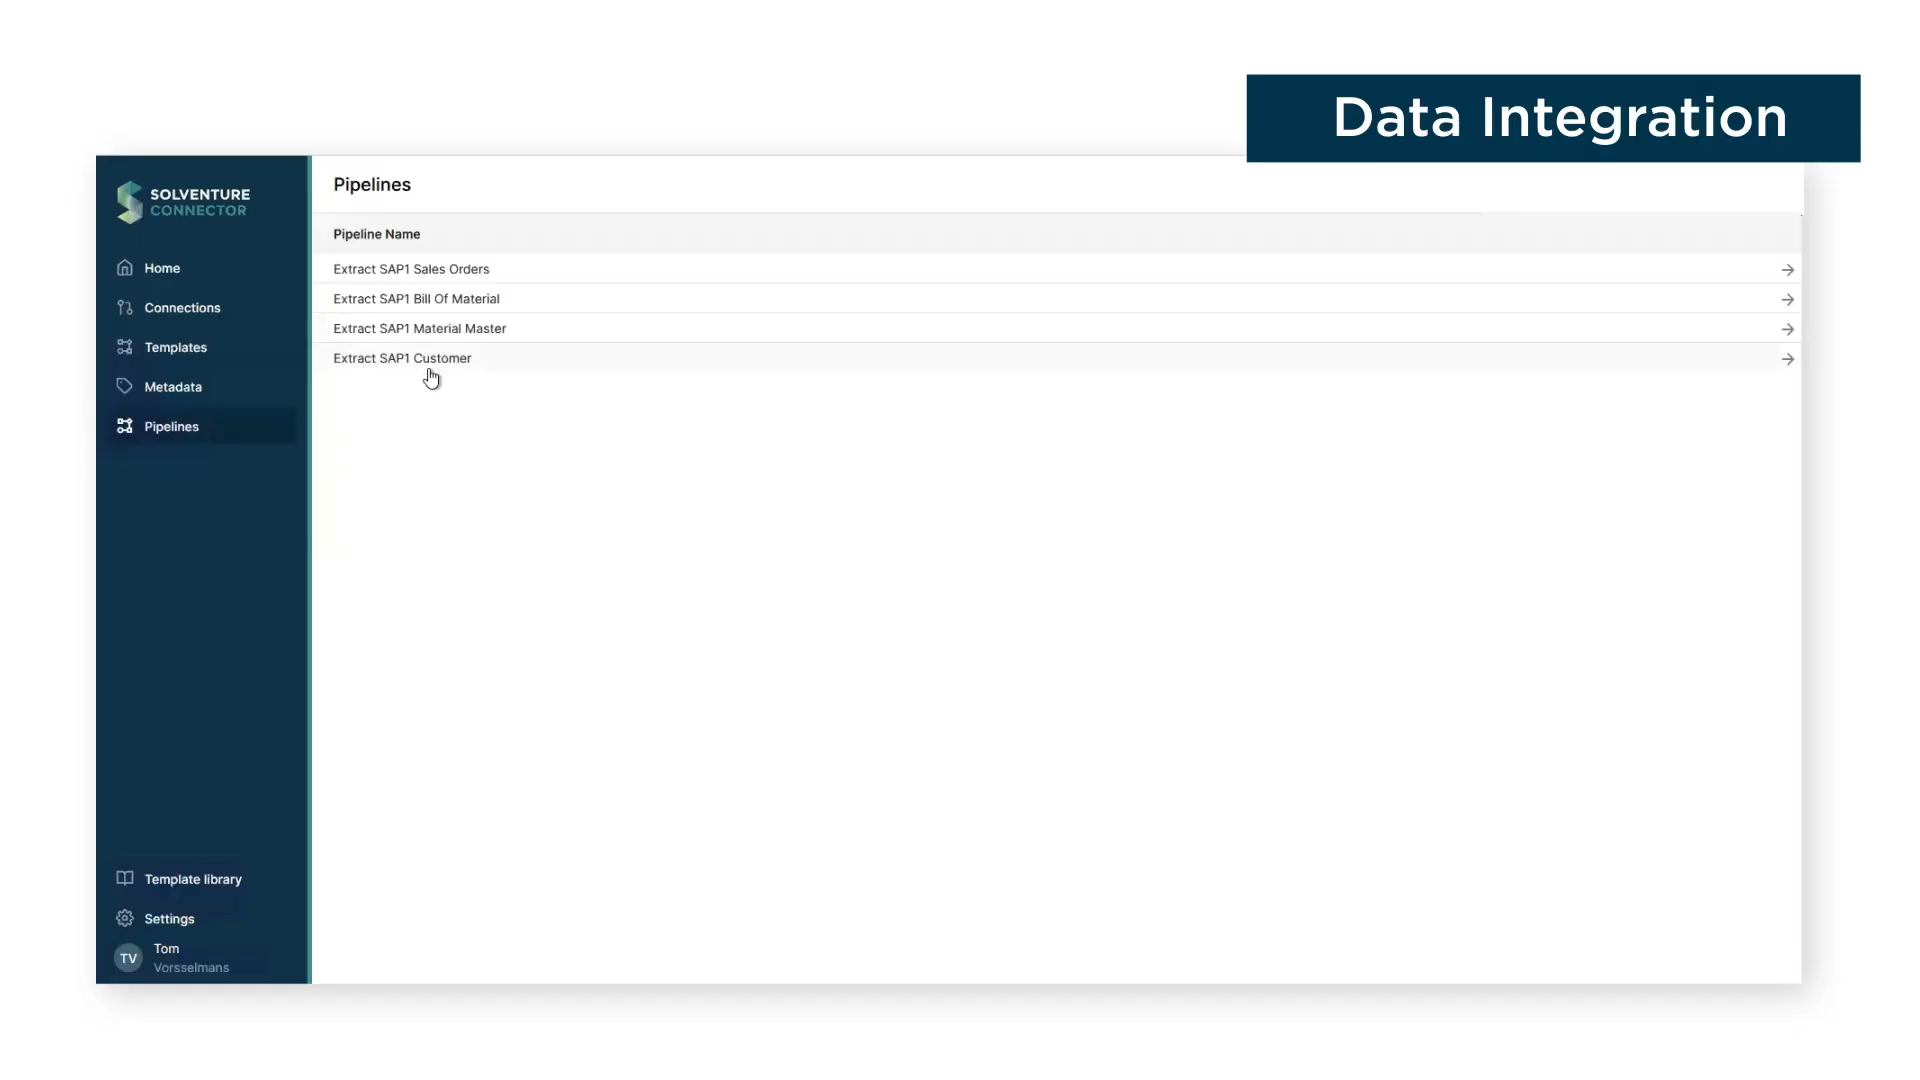 Data Integration
SOLVENTURE
CONNECTOR
Home
Connections
Templates
Metadata
Pipelines
Template library
Settings
TV
Tom
Vorsselmans
Pipelines
Pipeline Name
Extract SAP1 Sales Orders
Extract SAP1 Bill Of Material
Extract SAP1 Material Master
Extract SAP1 Customer